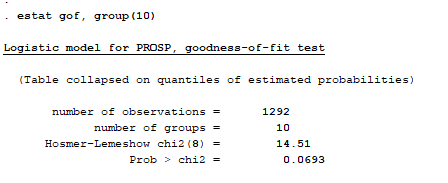 .
. estat gof, group(10)
Logistic model for PROSP, goodness-of-fit test
(Table collapsed on quantiles of estimated probabilities)
number of observations = 1292
number of groups = 10
Hosmer-Lemeshow chi2(8) = 14.51
Prob > chi2 = 0.0693